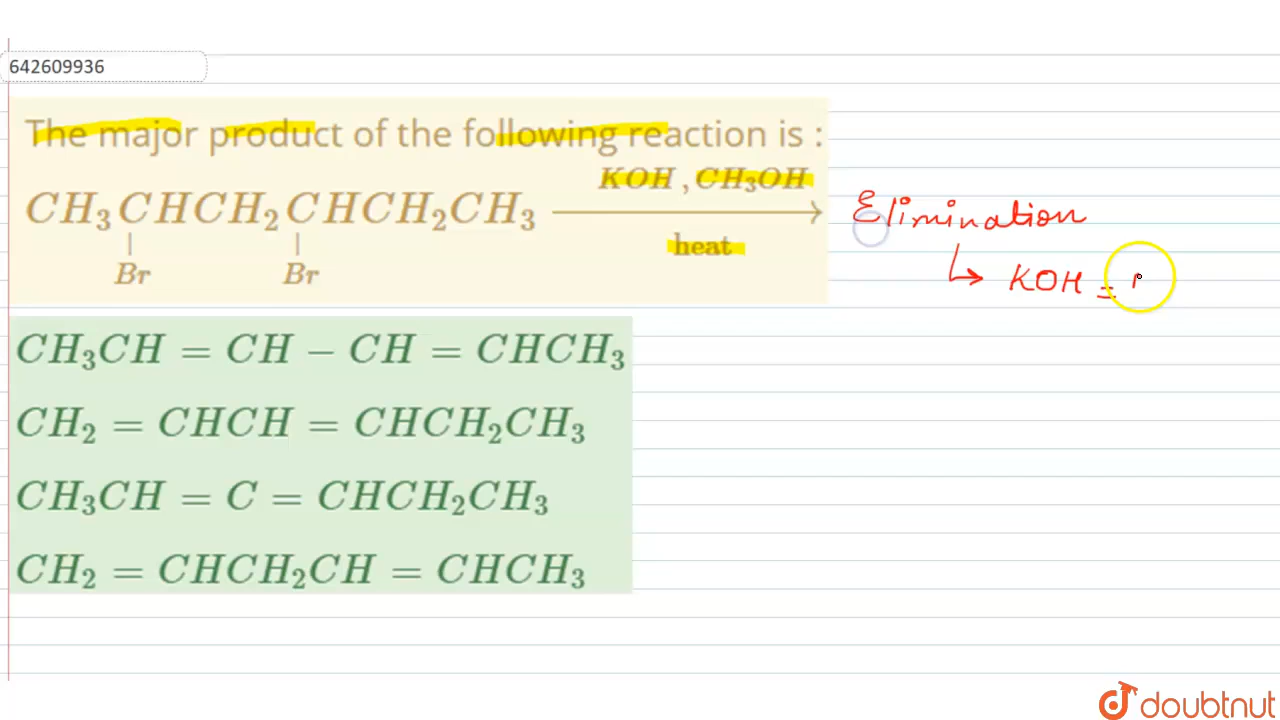 642609936
The major product of the following reaction is :
KOH , CH₃OH
CH₃CHCH₂CHCH₂CH₃
heat
Br Br
Elimination
KOH =
CH₃CH = CH − CH = CHCH₃
CH₂ = CHCH = CHCH₂CH₃
CH₃CH = C = CHCH₂CH₃
CH₂ = CHCH₂CH = CHCH₃
doubtnut